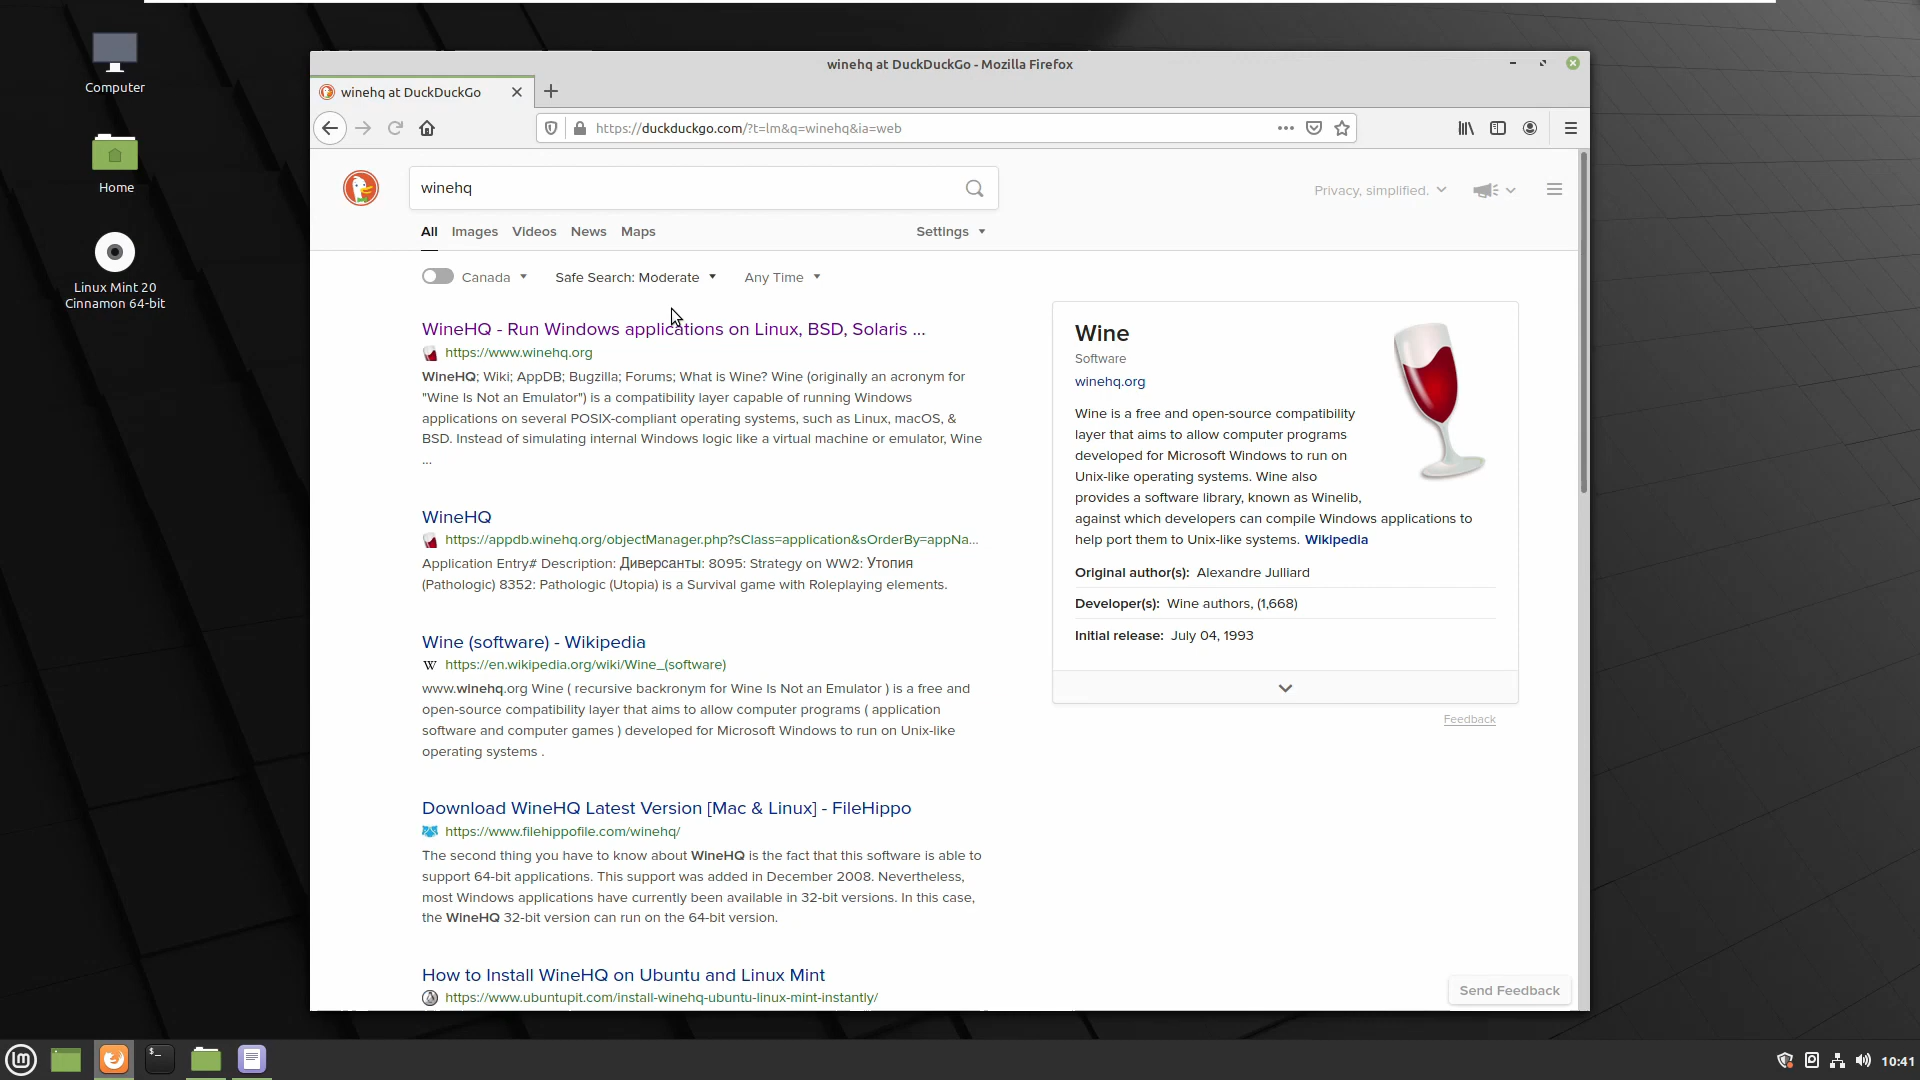 Computer
Home
Linux Mint 20
Cinnamon 64-bit
winehq at DuckDuckGo - Mozilla Firefox
winehq at DuckDuckGo
https://duckduckgo.com/?t=lm&q=winehq&ia=web
winehq
Privacy, simplified.
All Images Videos News Maps Settings
Canada Safe Search: Moderate Any Time
WineHQ - Run Windows applications on Linux, BSD, Solaris ...
https://www.winehq.org
WineHQ; Wiki; AppDB; Bugzilla; Forums; What is Wine? Wine (originally an acronym for
"Wine Is Not an Emulator") is a compatibility layer capable of running Windows
applications on several POSIX-compliant operating systems, such as Linux, macOS, &
BSD. Instead of simulating internal Windows logic like a virtual machine or emulator, Wine
...
WineHQ
https://appdb.winehq.org/objectManager.php?sClass=application&sOrderBy=appNa...
Application Entry# Description: Диверсанты: 8095: Strategy on WW2: Утопия
(Pathologic) 8352: Pathologic (Utopia) is a Survival game with Roleplaying elements.
Wine (software) - Wikipedia
W https://en.wikipedia.org/wiki/Wine_(software)
www.winehq.org Wine ( recursive backronym for Wine Is Not an Emulator ) is a free and
open-source compatibility layer that aims to allow computer programs ( application
software and computer games ) developed for Microsoft Windows to run on Unix-like
operating systems .
Download WineHQ Latest Version [Mac & Linux] - FileHippo
https://www.filehippofile.com/winehq/
The second thing you have to know about WineHQ is the fact that this software is able to
support 64-bit applications. This support was added in December 2008. Nevertheless,
most Windows applications have currently been available in 32-bit versions. In this case,
the WineHQ 32-bit version can run on the 64-bit version.
How to Install WineHQ on Ubuntu and Linux Mint
https://www.ubuntupit.com/install-winehq-ubuntu-linux-mint-instantly/
Wine
Software
winehq.org
Wine is a free and open-source compatibility
layer that aims to allow computer programs
developed for Microsoft Windows to run on
Unix-like operating systems. Wine also
provides a software library, known as Winelib,
against which developers can compile Windows applications to
help port them to Unix-like systems. Wikipedia
Original author(s): Alexandre Julliard
Developer(s): Wine authors, (1,668)
Initial release: July 04, 1993
Feedback
Send Feedback
10:41